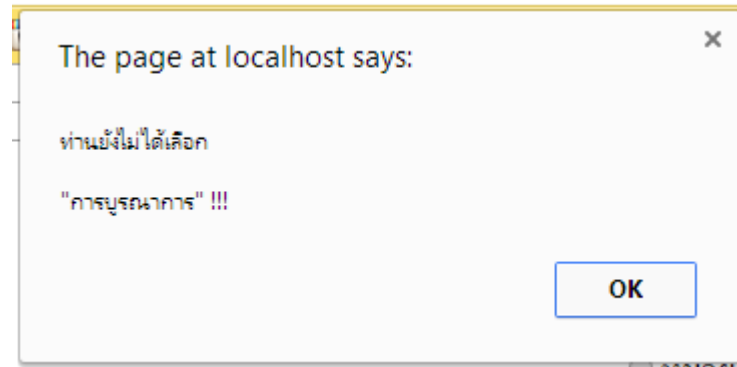 The page at localhost says:
ท่านยังไม่ได้เลือก
"การบูรณาการ" !!!
OK